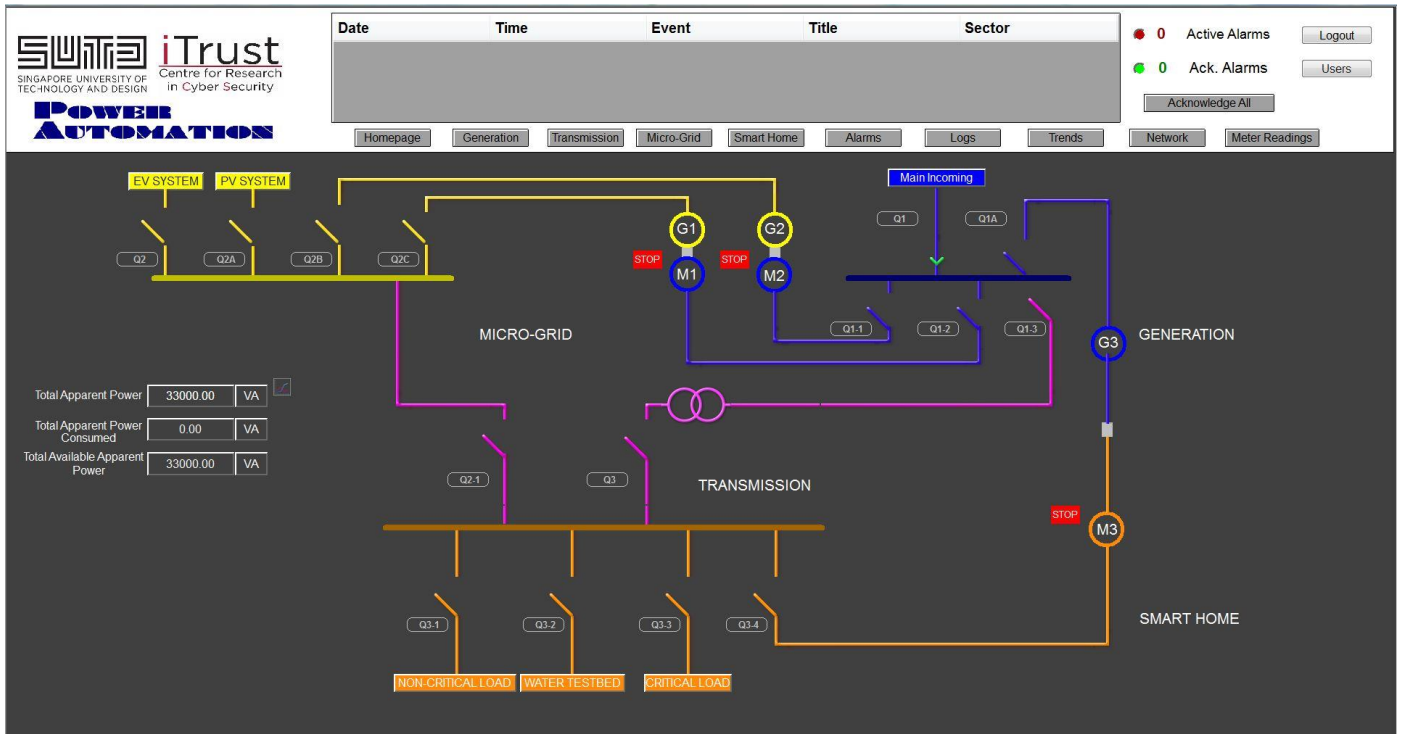 SUTD
SINGAPORE UNIVERSITY OF
TECHNOLOGY AND DESIGN
iTrust
Centre for Research
in Cyber Security
POWER
AUTOMATION
Date Time Event Title Sector
0 Active Alarms Logout
0 Ack. Alarms Users
Acknowledge All
Homepage Generation Transmission Micro-Grid Smart Home Alarms Logs Trends Network Meter Readings
EV SYSTEM PV SYSTEM Main Incoming
Q1 Q1A
G1 G2
Q2 Q2A Q2B Q2C STOP STOP
M1 M2
Q1-1 Q1-2 Q1-3
MICRO-GRID GENERATION
G3
Total Apparent Power 33000.00 VA
Total Apparent Power
Consumed 0.00 VA
Total Available Apparent
Power 33000.00 VA
Q2-1 Q3
TRANSMISSION
STOP
M3
Q3-1 Q3-2 Q3-3 Q3-4
SMART HOME
NON-CRITICAL LOAD WATER TESTBED CRITICAL LOAD